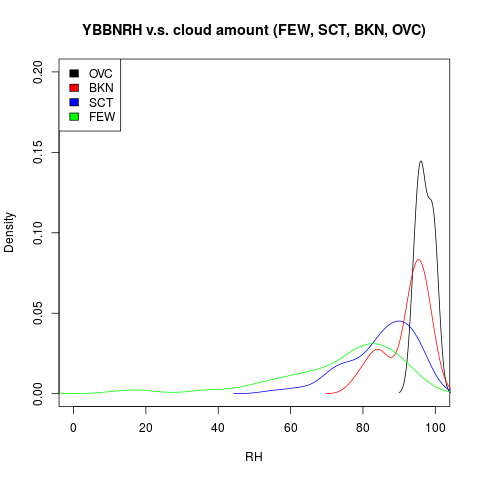 YBBNRH v.s. cloud amount (FEW, SCT, BKN, OVC)
OVC
BKN
SCT
FEW
0.20
0.15
0.10
0.05
0.00
Density
0 20 40 60 80 100
RH